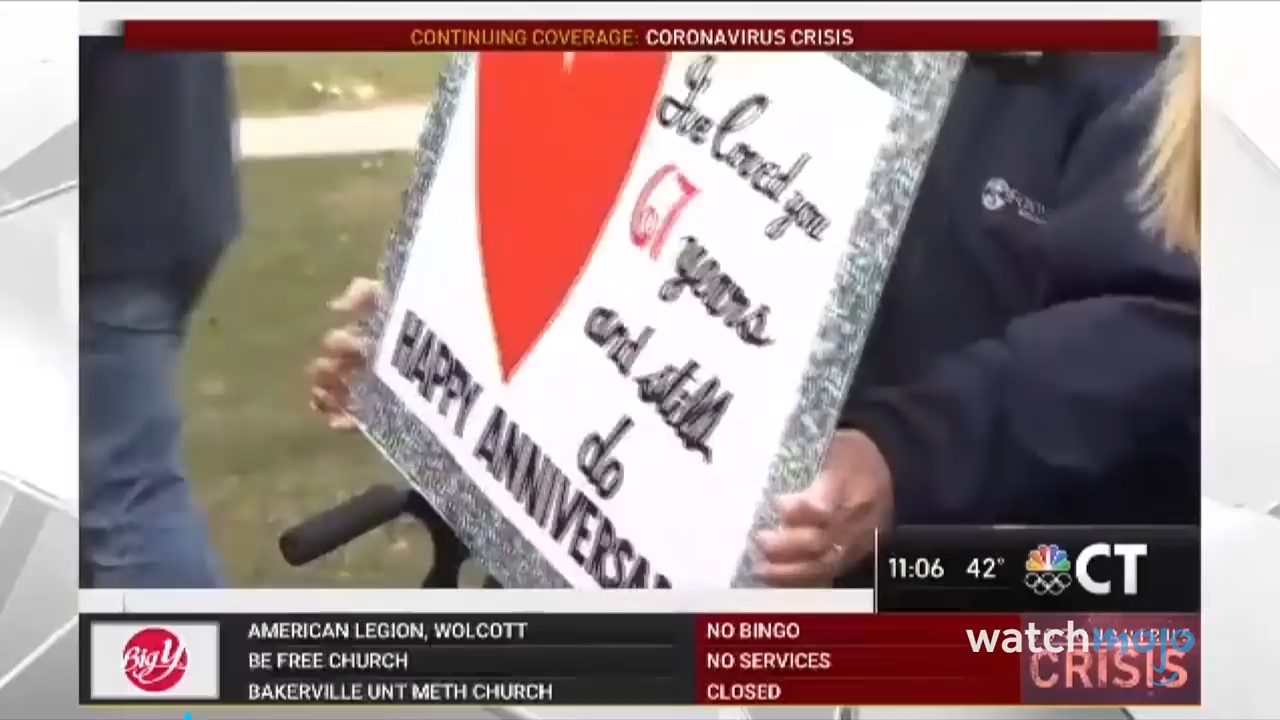 CONTINUING COVERAGE: CORONAVIRUS CRISIS
I've Loved you
67
years
and still
do
HAPPY ANNIVERSA
11:06 42° CT
Big Y
AMERICAN LEGION, WOLCOTT NO BINGO
BE FREE CHURCH NO SERVICES
BAKERVILLE UNT METH CHURCH CLOSED
watchmojo
CRISIS